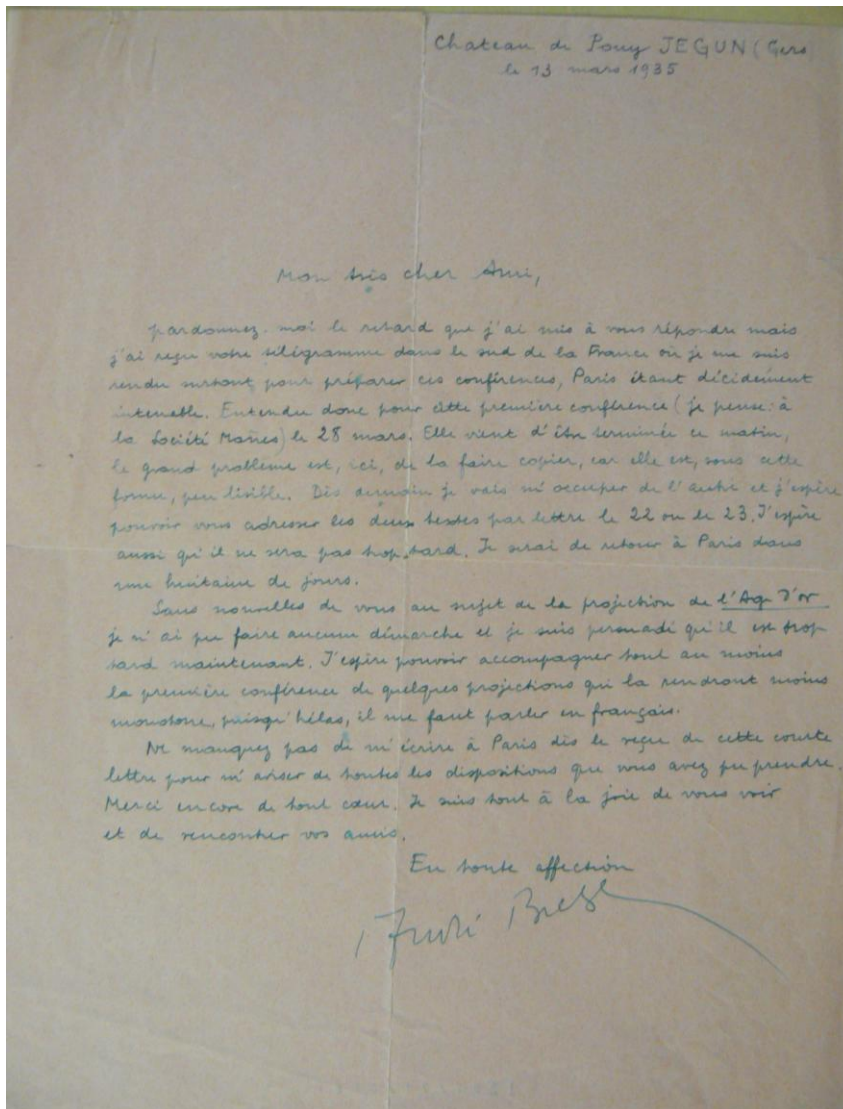 Chateau de Pouy JEGUN (Gers)
le 13 mars 1935
Mon très cher Ami,
pardonnez-moi le retard que j'ai mis à vous répondre mais
j'ai reçu votre télégramme dans le sud de la France où je me suis
rendu surtout pour préparer ces conférences, Paris étant décidément
intenable. Entendu donc pour cette première conférence (je pense : à
la Société Mañes) le 28 mars. Elle vient d'être terminée ce matin,
le grand problème est, ici, de la faire copier, car elle est, sous cette
forme, peu lisible. Dès demain je vais m'occuper de l'autre et j'espère
pouvoir vous adresser les deux textes par lettre le 22 ou le 23. J'espère
aussi qu'il ne sera pas trop tard. Je serai de retour à Paris dans
une huitaine de jours.
Sans nouvelles de vous au sujet de la projection de l'Age D'or
je n'ai pu faire aucune démarche et je suis persuadé qu'il est trop
tard maintenant. J'espère pouvoir accompagner tout au moins
la première conférence de quelques projections qui la rendront moins
monotone, puisqu'hélas, il me faut parler en français.
Ne manquez pas de m'écrire à Paris dès le reçu de cette courte
lettre pour m'aviser de toutes les dispositions que vous avez pu prendre.
Merci encore de tout cœur. Je suis tout à la joie de vous voir
et de rencontrer vos amis.
En toute affection
André Breton